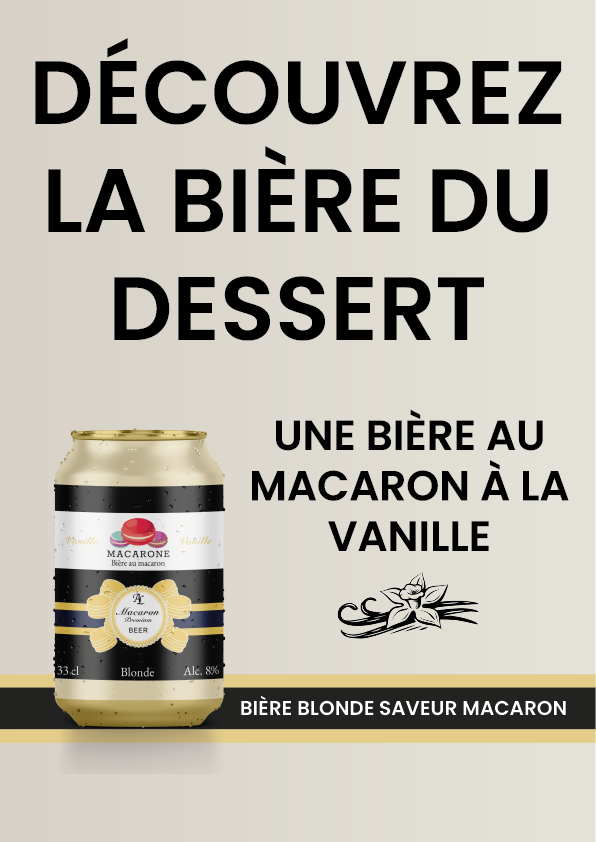 DÉCOUVREZ
LA BIÈRE DU
DESSERT
UNE BIÈRE AU
MACARON À LA
VANILLE
Vanille
Vanille
MACARONE
Bière au macaron
Macaron
Premium
BEER
33 cl
Blonde
Alc. 8%
BIÈRE BLONDE SAVEUR MACARON